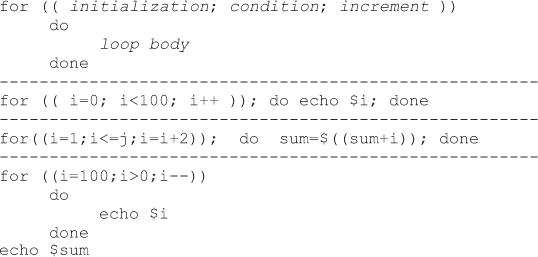 for (( initialization; condition; increment ))
do
loop body
done
------------------------------------------------------
for (( i=0; i<100; i++ )); do echo $i; done
------------------------------------------------------
for((i=1;i<=j;i=i+2));  do  sum=$((sum+i)); done
------------------------------------------------------
for ((i=100;i>0;i--))
do
echo $i
done
echo $sum